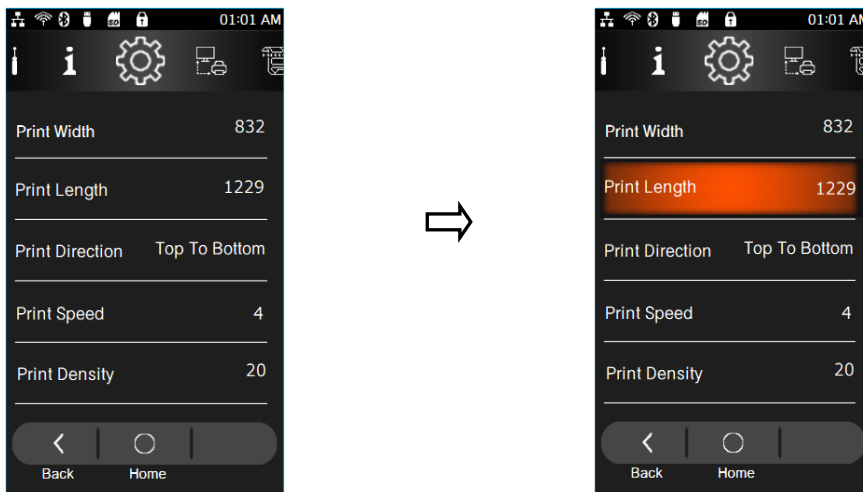 SD 01:01 AM
i
Print Width 832
Print Length 1229
Print Direction Top To Bottom
Print Speed 4
Print Density 20
Back Home
SD 01:01 AM
i
Print Width 832
Print Length 1229
Print Direction Top To Bottom
Print Speed 4
Print Density 20
Back Home